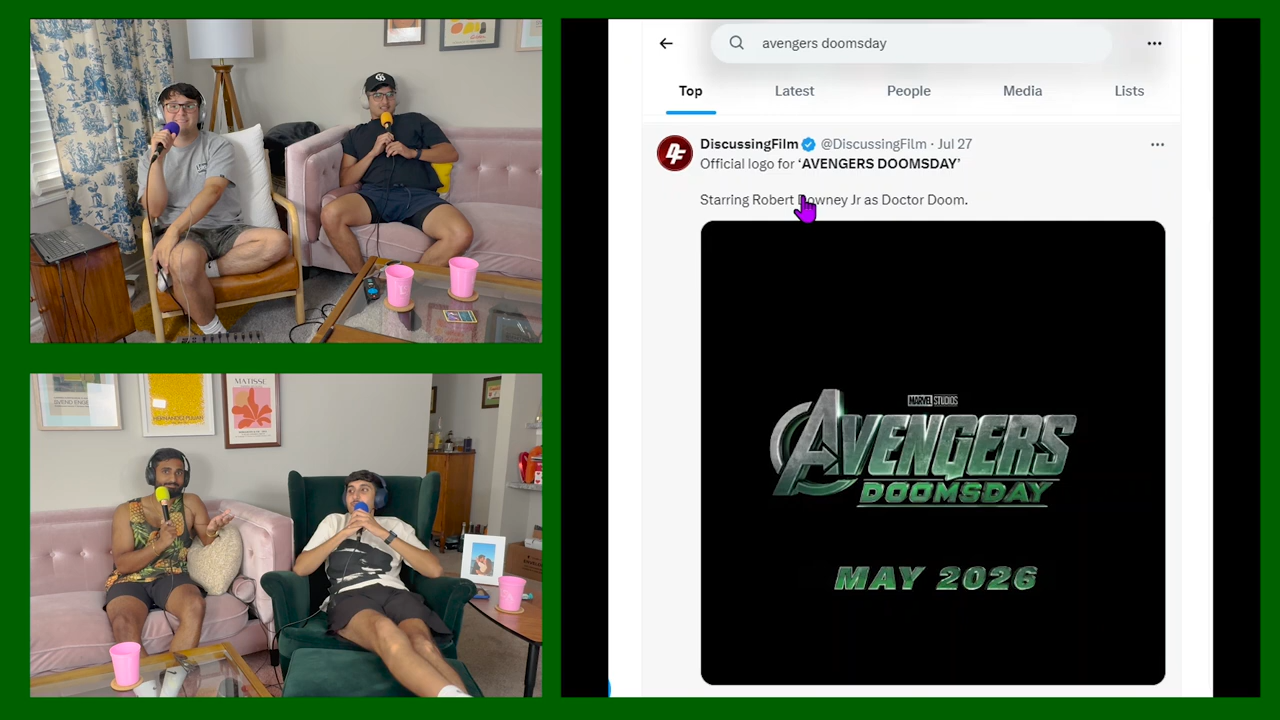 avengers doomsday
Top Latest People Media Lists
DiscussingFilm @DiscussingFilm · Jul 27
Official logo for ‘AVENGERS DOOMSDAY’
Starring Robert Downey Jr as Doctor Doom.
MARVEL STUDIOS
AVENGERS
DOOMSDAY
MAY 2026
MATISSE